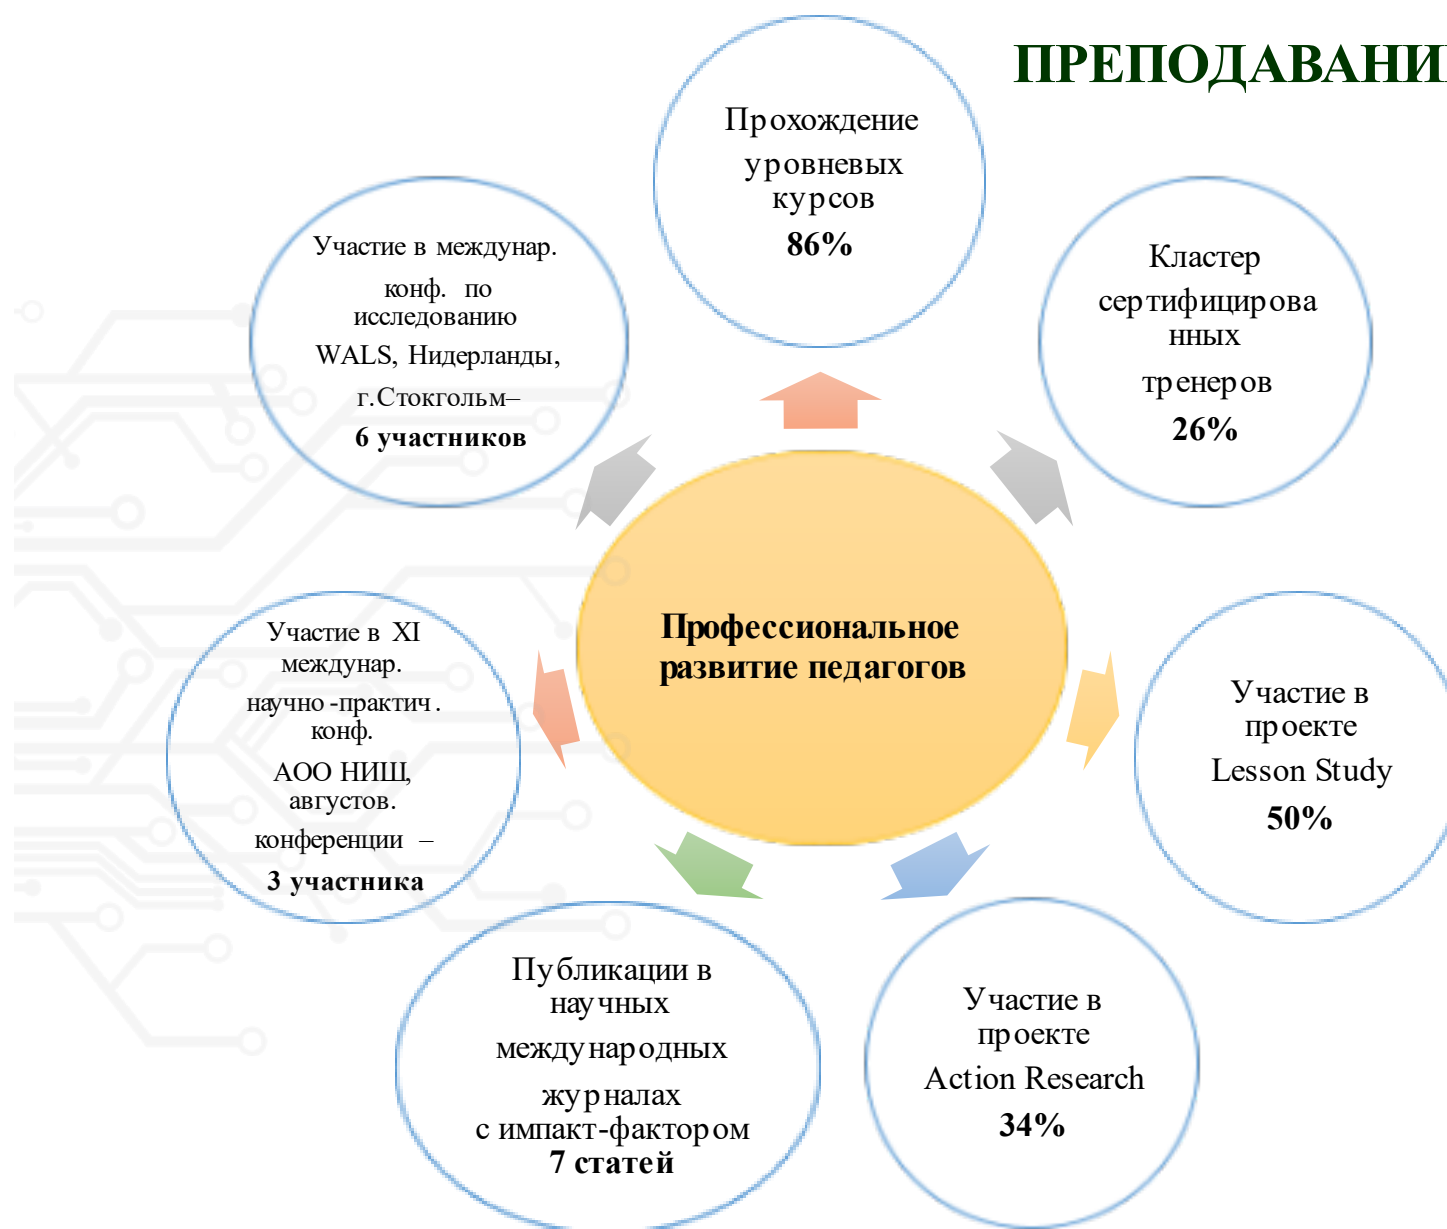 ПРЕПОДАВАНИ
Прохождение
уровневых
курсов
86%
Кластер
сертифицирова
нных
тренеров
26%
Участие в
проекте
Lesson Study
50%
Участие в
проекте
Action Research
34%
Публикации в
научных
международных
журналах
с импакт-фактором
7 статей
Участие в XI
междунар.
научно-практич.
конф.
АОО НИШ,
августов.
конференции –
3 участника
Участие в междунар.
конф. по
исследованию
WALS, Нидерланды,
г.Стокгольм–
6 участников
Профессиональное
развитие педагогов